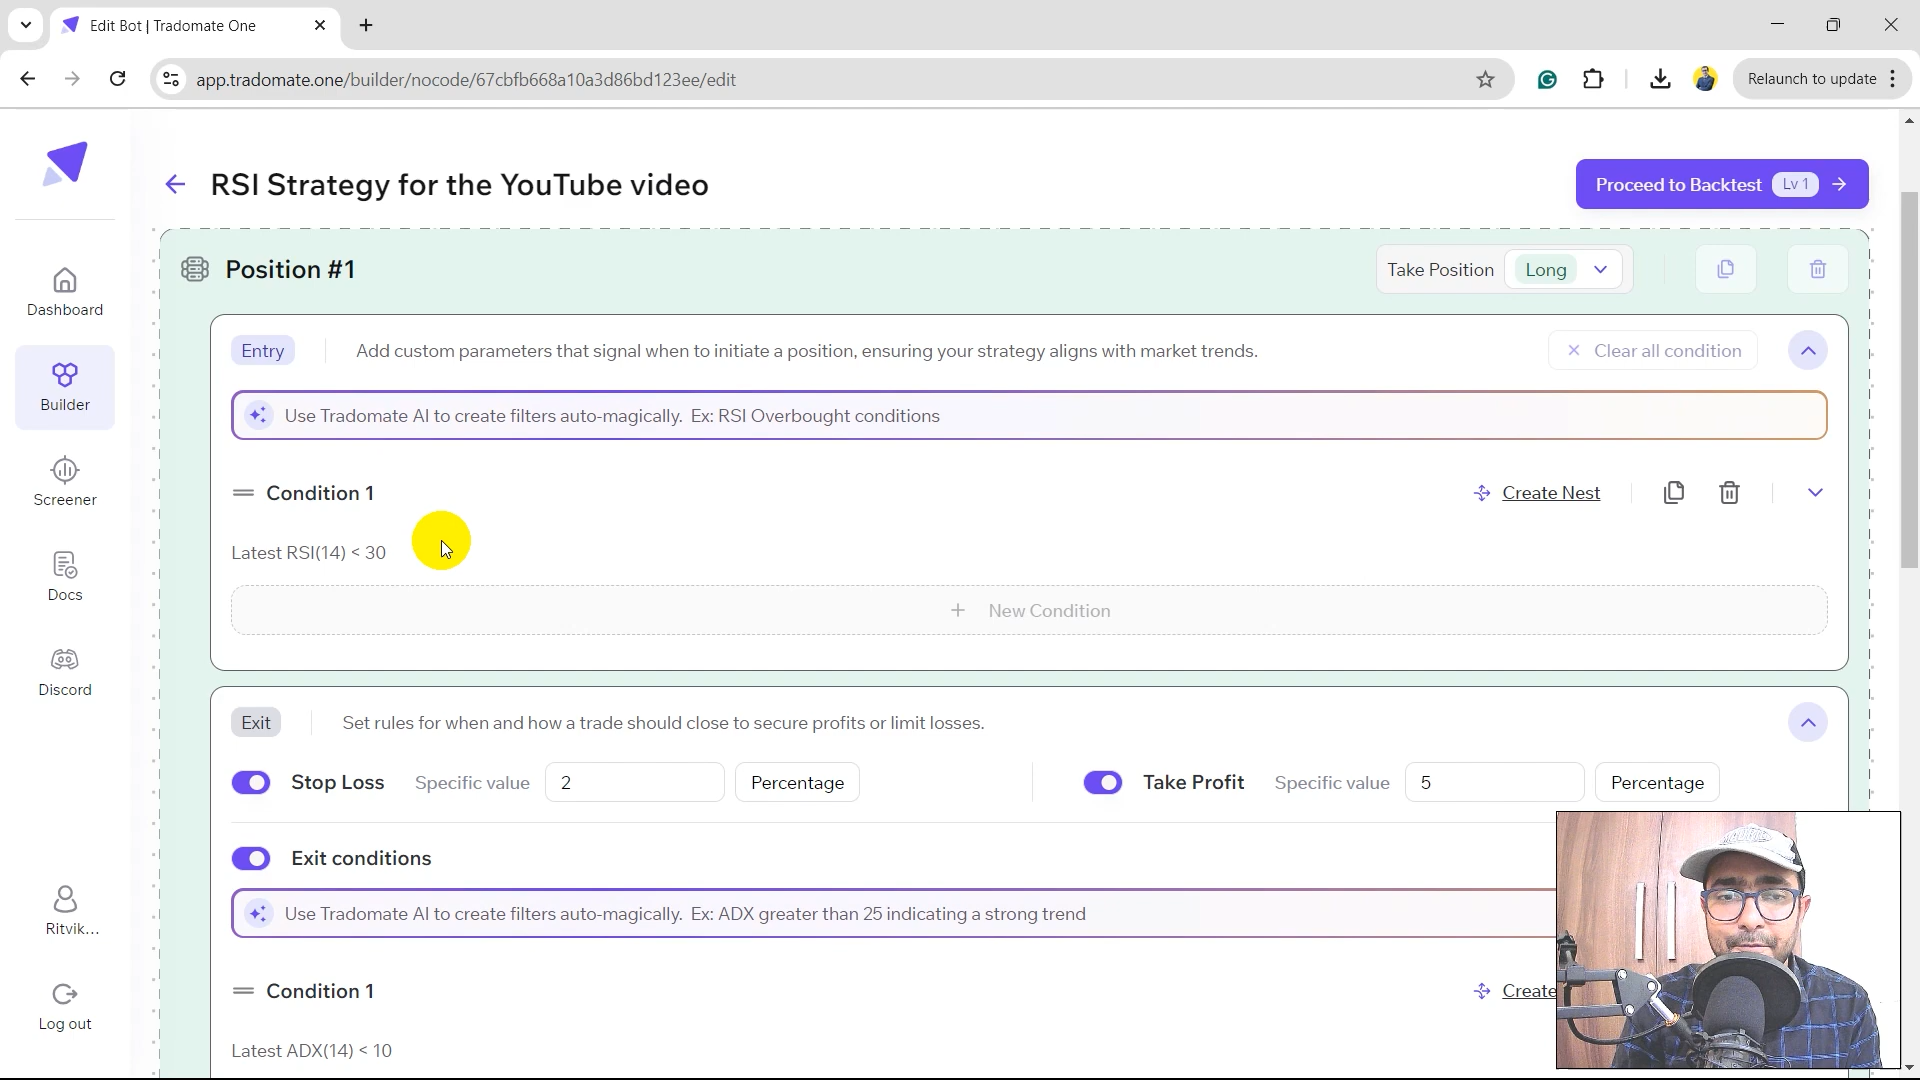 Edit Bot | Tradomate One
app.tradomate.one/builder/nocode/67cbfb668a10a3d86bd123ee/edit
Relaunch to update
RSI Strategy for the YouTube video
Proceed to Backtest Lv 1
Position #1
Take Position Long
Entry Add custom parameters that signal when to initiate a position, ensuring your strategy aligns with market trends. Clear all condition
Use Tradomate AI to create filters auto-magically. Ex: RSI Overbought conditions
Condition 1 Create Nest
Latest RSI(14) < 30
+ New Condition
Exit Set rules for when and how a trade should close to secure profits or limit losses.
Stop Loss Specific value 2 Percentage Take Profit Specific value 5 Percentage
Exit conditions
Use Tradomate AI to create filters auto-magically. Ex: ADX greater than 25 indicating a strong trend
Condition 1 Create
Latest ADX(14) < 10
Dashboard
Builder
Screener
Docs
Discord
Ritvik...
Log out